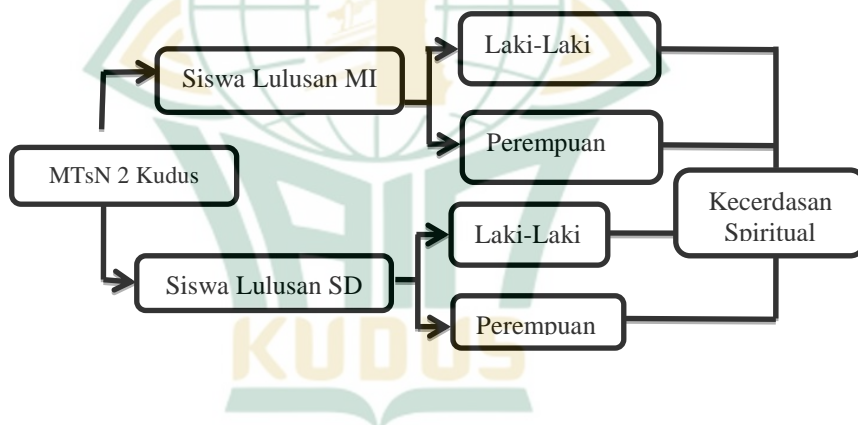 Laki-Laki
Siswa Lulusan MI
Perempuan
MTsN 2 Kudus
Kecerdasan
Spiritual
Laki-Laki
Siswa Lulusan SD
Perempuan
KUDUS